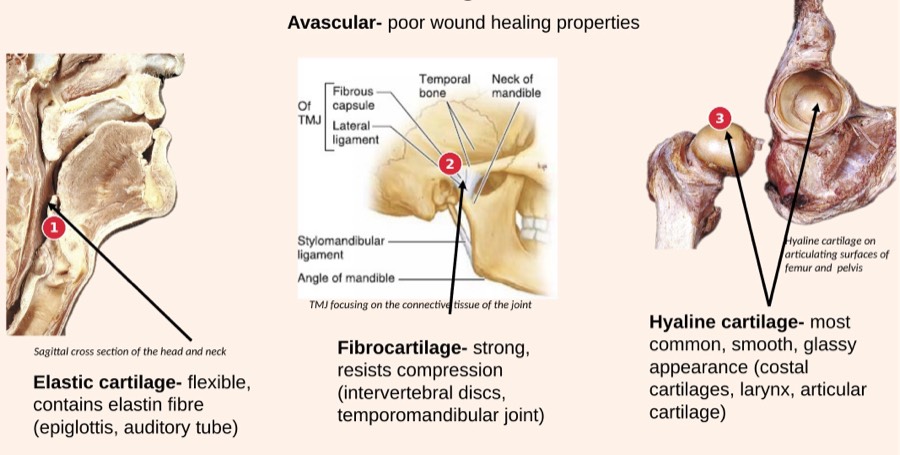 Avascular- poor wound healing properties
1
Sagittal cross section of the head and neck
Elastic cartilage- flexible,
contains elastin fibre
(epiglottis, auditory tube)
Of
TMJ
Fibrous
capsule
Lateral
ligament
Temporal
bone
Neck of
mandible
2
Stylomandibular
ligament
Angle of mandible
TMJ focusing on the connective tissue of the joint
Fibrocartilage- strong,
resists compression
(intervertebral discs,
temporomandibular joint)
3
Hyaline cartilage on
articulating surfaces of
femur and pelvis
Hyaline cartilage- most
common, smooth, glassy
appearance (costal
cartilages, larynx, articular
cartilage)